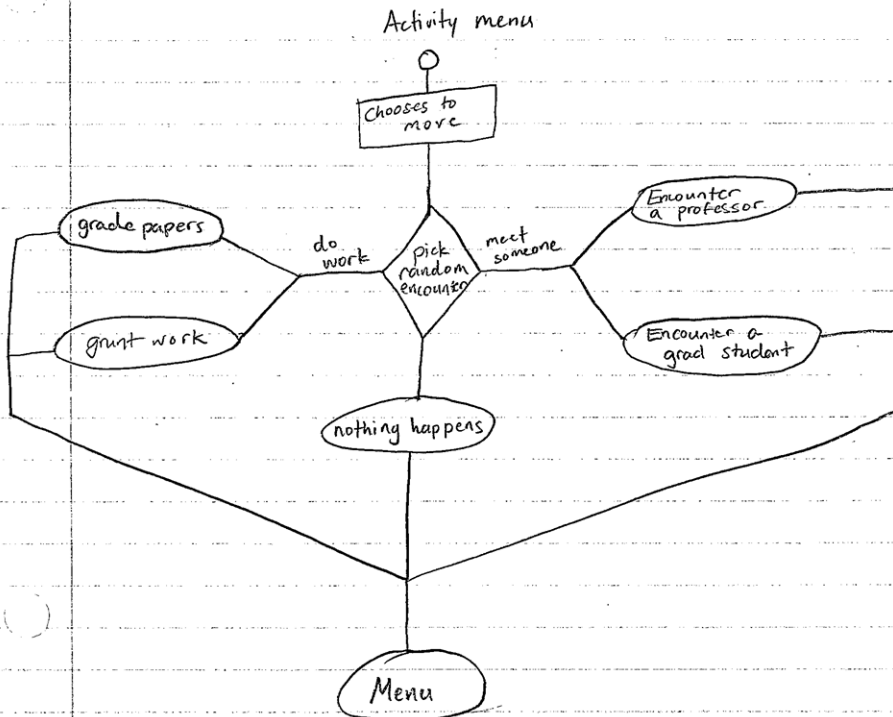 Activity menu
Chooses to
move
grade papers
do
work
pick
random
encounter
meet
someone
Encounter
a professor
grunt work
Encounter a
grad student
nothing happens
Menu